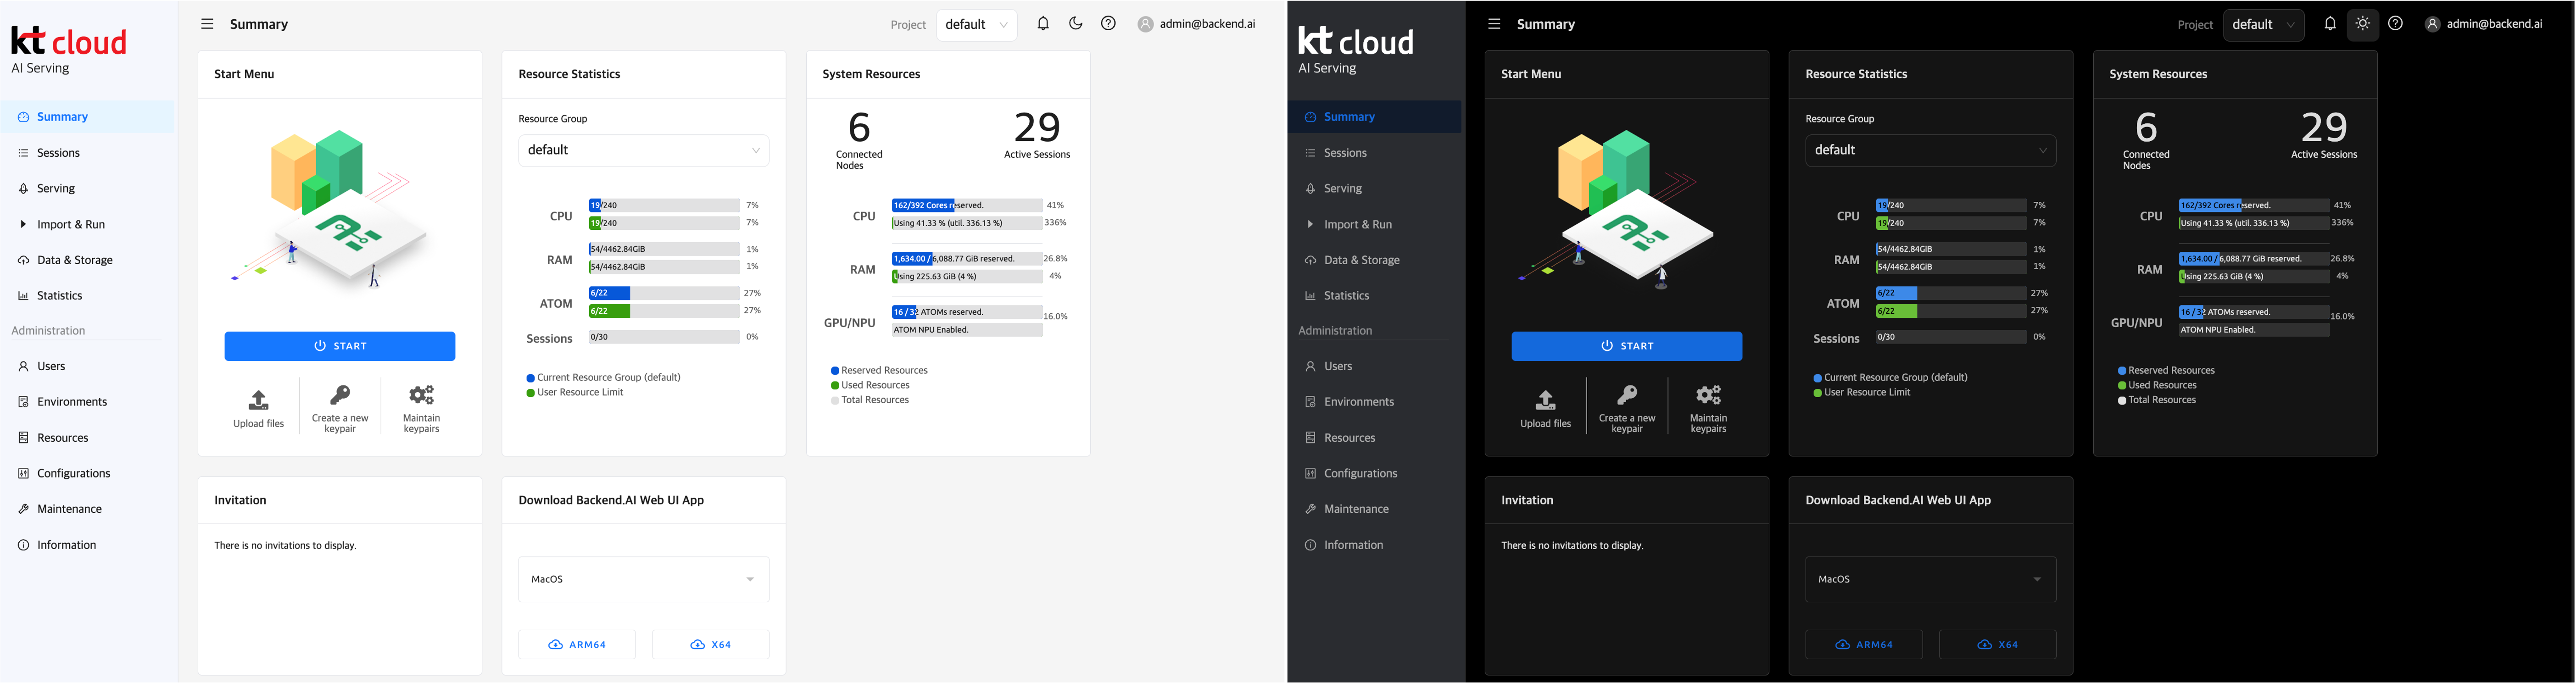 kt cloud
AI Serving
Summary
Sessions
Serving
Import & Run
Data & Storage
Statistics
Administration
Users
Environments
Resources
Configurations
Maintenance
Information
Summary
Project
default
admin@backend.ai
Start Menu
START
Upload files
Create a new
keypair
Maintain
keypairs
Resource Statistics
Resource Group
default
CPU
19/240
7%
19/240
7%
RAM
54/4462.84GiB
1%
54/4462.84GiB
1%
ATOM
6/22
27%
6/22
27%
Sessions
0/30
0%
Current Resource Group (default)
User Resource Limit
System Resources
6
Connected
Nodes
29
Active Sessions
CPU
162/392 Cores reserved.
41%
Using 41.33 % (util. 336.13 %)
336%
RAM
1,634.00 / 6,088.77 GiB reserved.
26.8%
Using 225.63 GiB (4 %)
4%
GPU/NPU
16 / 32 ATOMs reserved.
16.0%
ATOM NPU Enabled.
Reserved Resources
Used Resources
Total Resources
Invitation
There is no invitations to display.
Download Backend.AI Web UI App
MacOS
ARM64
X64
kt cloud
AI Serving
Summary
Sessions
Serving
Import & Run
Data & Storage
Statistics
Administration
Users
Environments
Resources
Configurations
Maintenance
Information
Summary
Project
default
admin@backend.ai
Start Menu
START
Upload files
Create a new
keypair
Maintain
keypairs
Resource Statistics
Resource Group
default
CPU
19/240
7%
19/240
7%
RAM
54/4462.84GiB
1%
54/4462.84GiB
1%
ATOM
6/22
27%
6/22
27%
Sessions
0/30
0%
Current Resource Group (default)
User Resource Limit
System Resources
6
Connected
Nodes
29
Active Sessions
CPU
162/392 Cores reserved.
41%
Using 41.33 % (util. 336.13 %)
336%
RAM
1,634.00 / 6,088.77 GiB reserved.
26.8%
Using 225.63 GiB (4 %)
4%
GPU/NPU
16 / 32 ATOMs reserved.
16.0%
ATOM NPU Enabled.
Reserved Resources
Used Resources
Total Resources
Invitation
There is no invitations to display.
Download Backend.AI Web UI App
MacOS
ARM64
X64